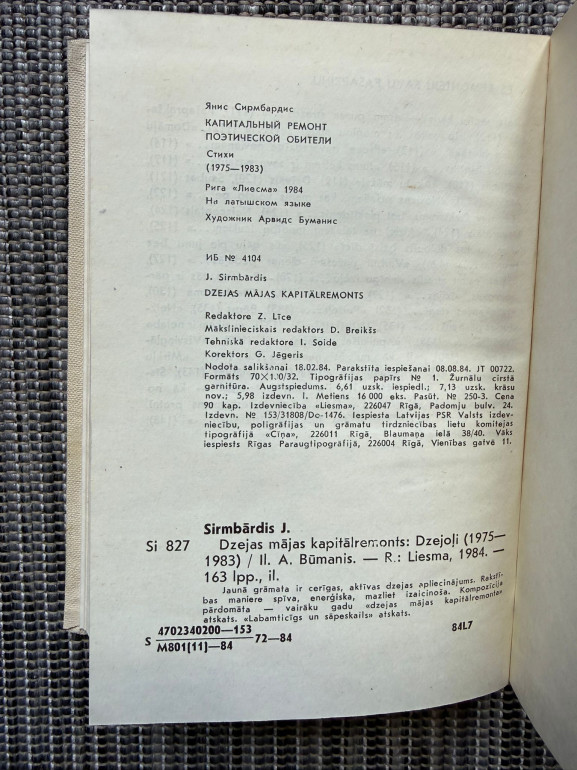 Янис Сирмбардис
КАПИТАЛЬНЫЙ РЕМОНТ
ПОЭТИЧЕСКОЙ ОБИТЕЛИ
Стихи
(1975—1983)
Рига «Лиесма» 1984
На латышском языке
Художник Арвидс Буманис
ИБ № 4104
J. Sirmbārdis
DZEJAS MĀJAS KAPITĀLREMONTS
Redaktore Z. Līce
Mākslinieciskais redaktors D. Breikšs
Tehniskā redaktore I. Soide
Korektors G. Jēgeris
Nodota salikšanai 18.02.84. Parakstīta iespiešanai 08.08.84. JT 00722.
Formāts 70×100/32. Tipogrāfijas papīrs № 1. Žurnālu cirstā
garnitūra. Augstspiedums. 6,61 uzsk. iespiedl.; 7,13 uzsk. krāsu
nov.; 5,98 izdevn. l. Metiens 16 000 eks. Pasūt. № 250-3. Cena
90 kap. Izdevniecība «Liesma», 226047 Rīgā, Padomju bulv. 24.
Izdevn. № 153/31808/Dc-1476. Iespiesta Latvijas PSR Valsts izdev-
niecību, poligrāfijas un grāmatu tirdzniecības lietu komitejas
tipogrāfijā «Cīņa», 226011 Rīgā, Blaumaņa ielā 38/40. Vāks
iespiests Rīgas Paraugtipogrāfijā, 226004 Rīgā, Vienības gatvē 11.
Sirmbārdis J.
Si 827 Dzejas mājas kapitālremonts: Dzejoļi (1975—
1983) / Il. A. Būmanis. — R.: Liesma, 1984. —
163 lpp., il.
Jaunā grāmata ir cerīgas, aktīvas dzejas apliecinājums. Rakstī-
bas maniere spīva, enerģiska, mazliet izaicinoša. Kompozīcija
pārdomāta — vairāku gadu «dzejas mājas kapitālremonta»
atskats. «Labamtīcīgs un sāpeskails» atskats.
S 4702340200—153 72—84 84L7
M801[11]—84